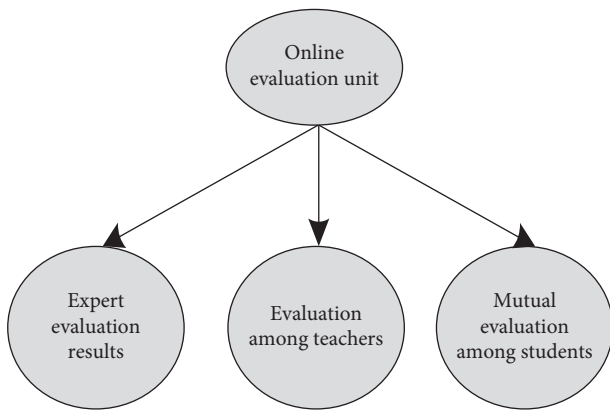 Online
evaluation unit
Expert
evaluation
results
Evaluation
among teachers
Mutual
evaluation
among students